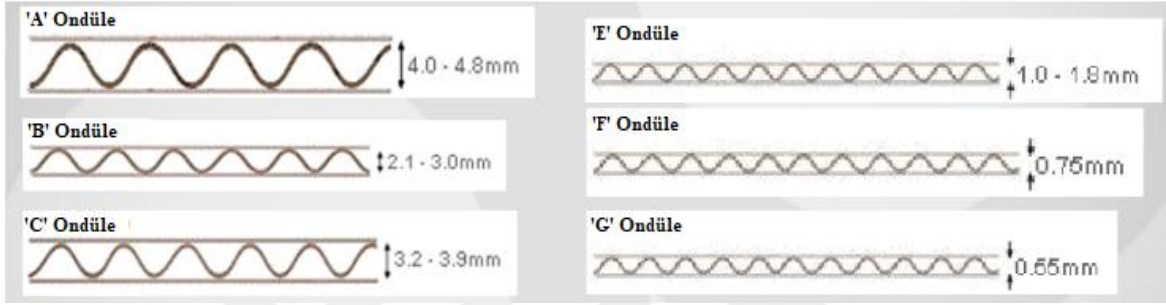 'A' Ondüle
4.0 - 4.8mm
'B' Ondüle
2.1 - 3.0mm
'C' Ondüle
3.2 - 3.9mm
'E' Ondüle
1.0 - 1.8mm
'F' Ondüle
0.75mm
'G' Ondüle
0.55mm